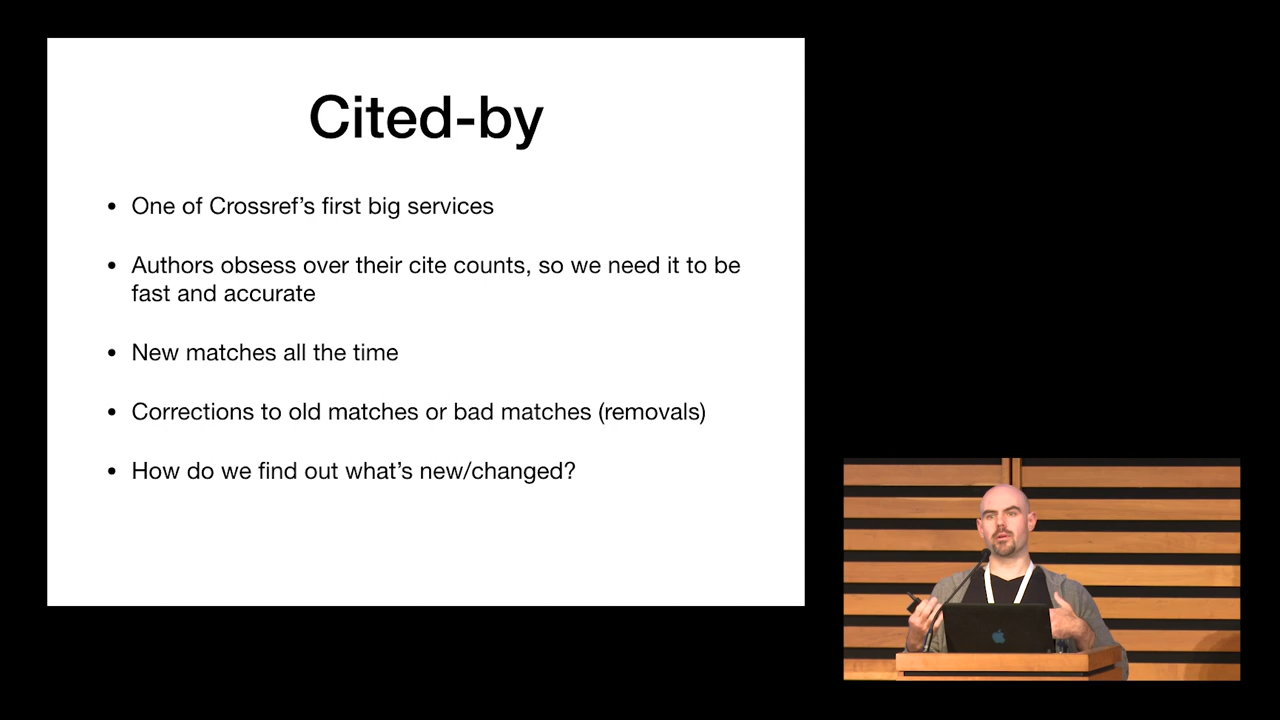 Cited-by
• One of Crossref’s first big services
• Authors obsess over their cite counts, so we need it to be
fast and accurate
• New matches all the time
• Corrections to old matches or bad matches (removals)
• How do we find out what’s new/changed?